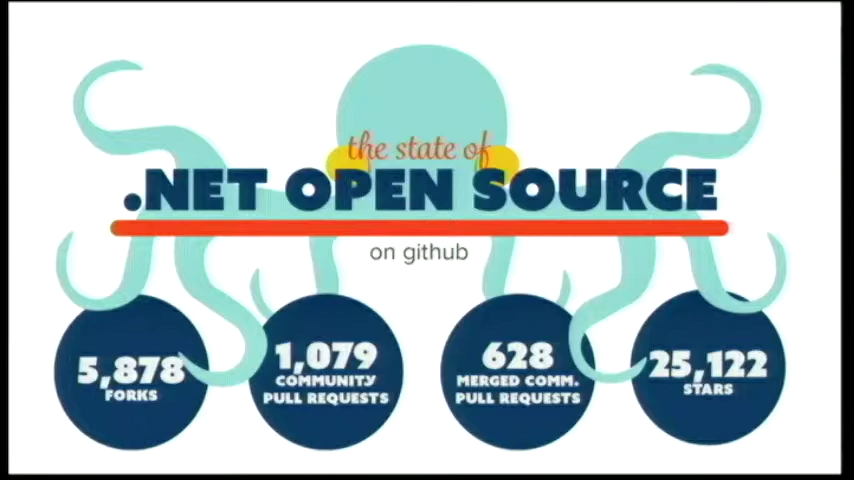 the state of
.NET OPEN SOURCE
on github
5,878
FORKS
1,079
COMMUNITY
PULL REQUESTS
628
MERGED COMM.
PULL REQUESTS
25,122
STARS